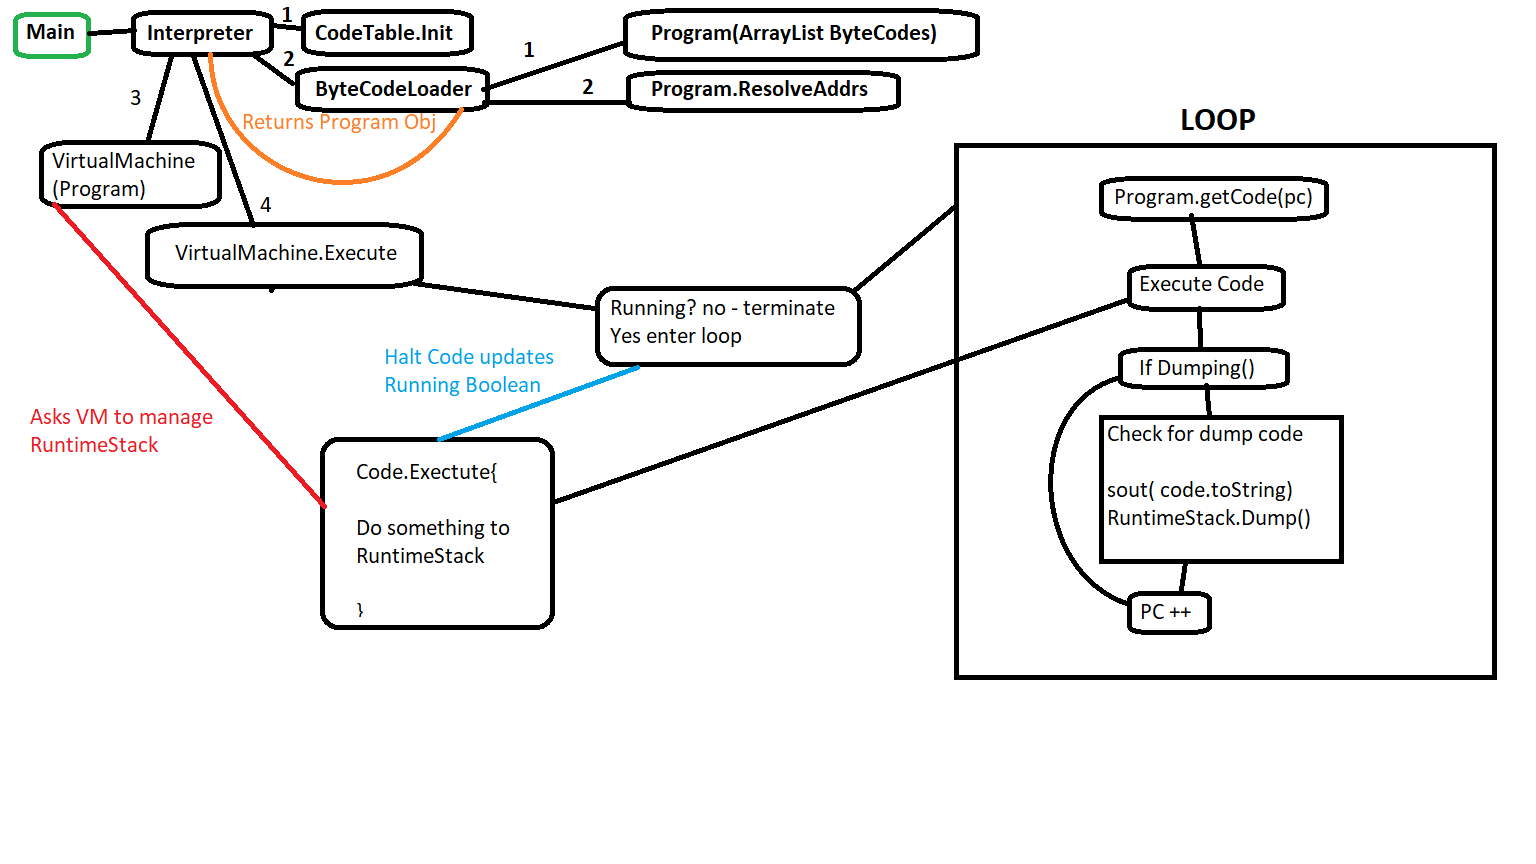 Main
Interpreter
1
CodeTable.Init
2
ByteCodeLoader
1
Program(ArrayList ByteCodes)
2
Program.ResolveAddrs
Returns Program Obj
3
VirtualMachine
(Program)
4
VirtualMachine.Execute
Running? no - terminate
Yes enter loop
Halt Code updates
Running Boolean
Asks VM to manage
RuntimeStack
Code.Exectute{
Do something to
RuntimeStack
}
LOOP
Program.getCode(pc)
Execute Code
If Dumping()
Check for dump code
sout( code.toString)
RuntimeStack.Dump()
PC ++